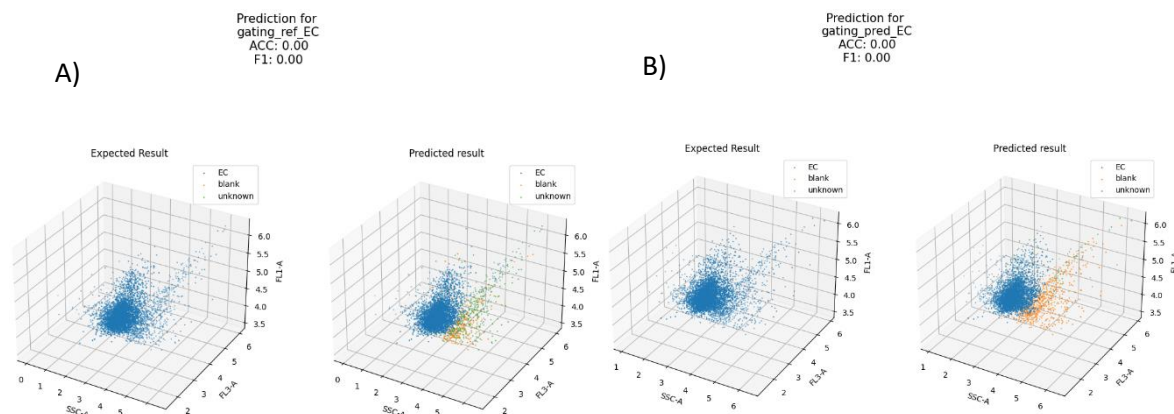 Prediction for
gating_ref_EC
ACC: 0.00
F1: 0.00
A)
Expected Result
EC
blank
unknown
6.0
5.5
5.0
4.5
4.0
3.5
FL1-A
0
1
2
3
4
5
SSC-A
2
3
4
5
6
FL3-A
Predicted result
EC
blank
unknown
6.0
5.5
5.0
4.5
4.0
3.5
FL1-A
0
1
2
3
4
5
SSC-A
2
3
4
5
6
FL3-A
Prediction for
gating_pred_EC
ACC: 0.00
F1: 0.00
B)
Expected Result
EC
blank
unknown
6.0
5.5
5.0
4.5
4.0
3.5
FL1-A
1
2
3
4
5
6
SSC-A
2
3
4
5
6
FL3-A
Predicted result
EC
blank
unknown
6.0
5.5
5.0
4.5
4.0
3.5
1
2
3
4
5
6
SSC-A
2
3
4
5
6
FL3-A